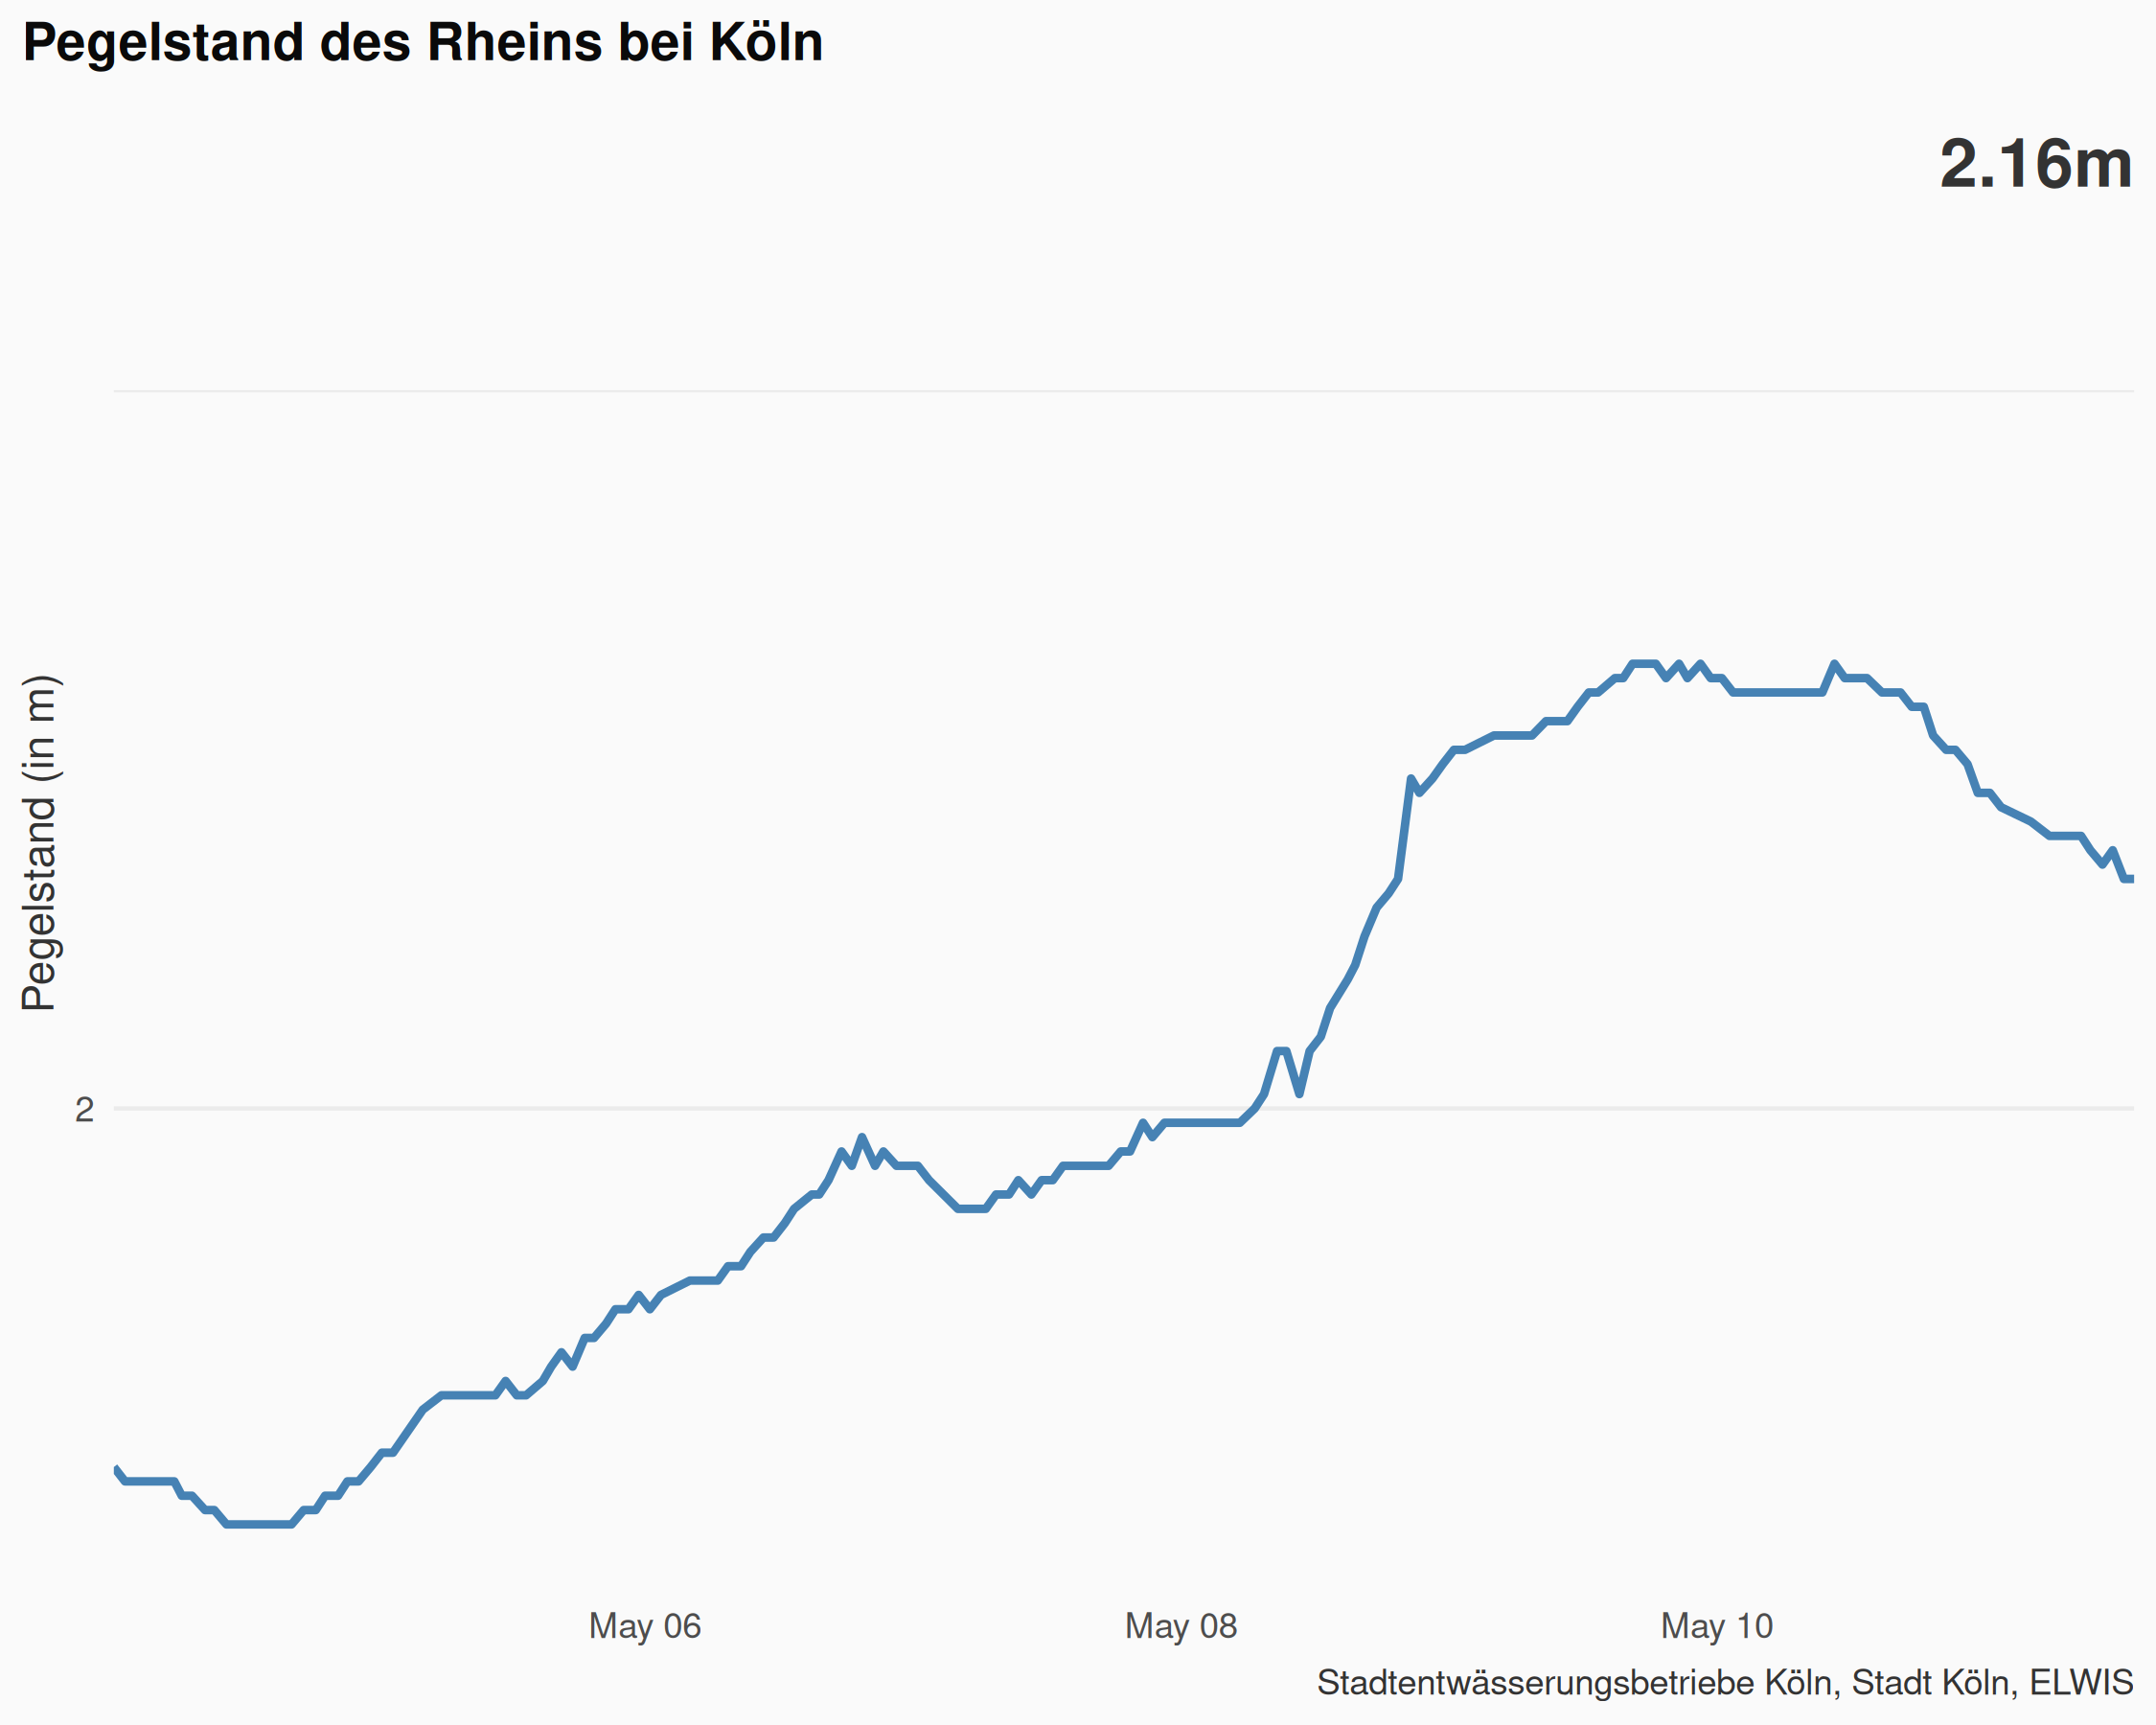 Pegelstand des Rheins bei Köln
2.16m
Pegelstand (in m)
2
May 06
May 08
May 10
Stadtentwässerungsbetriebe Köln, Stadt Köln, ELWIS